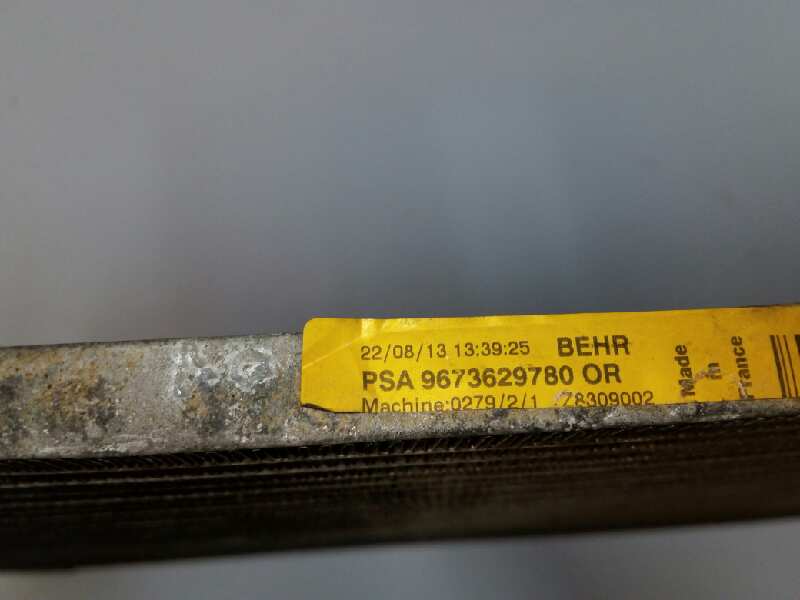 22/08/13 13:39:25 BEHR
PSA 9673629780 OR
Machine:0279/2/1 78309002
Made
in
France